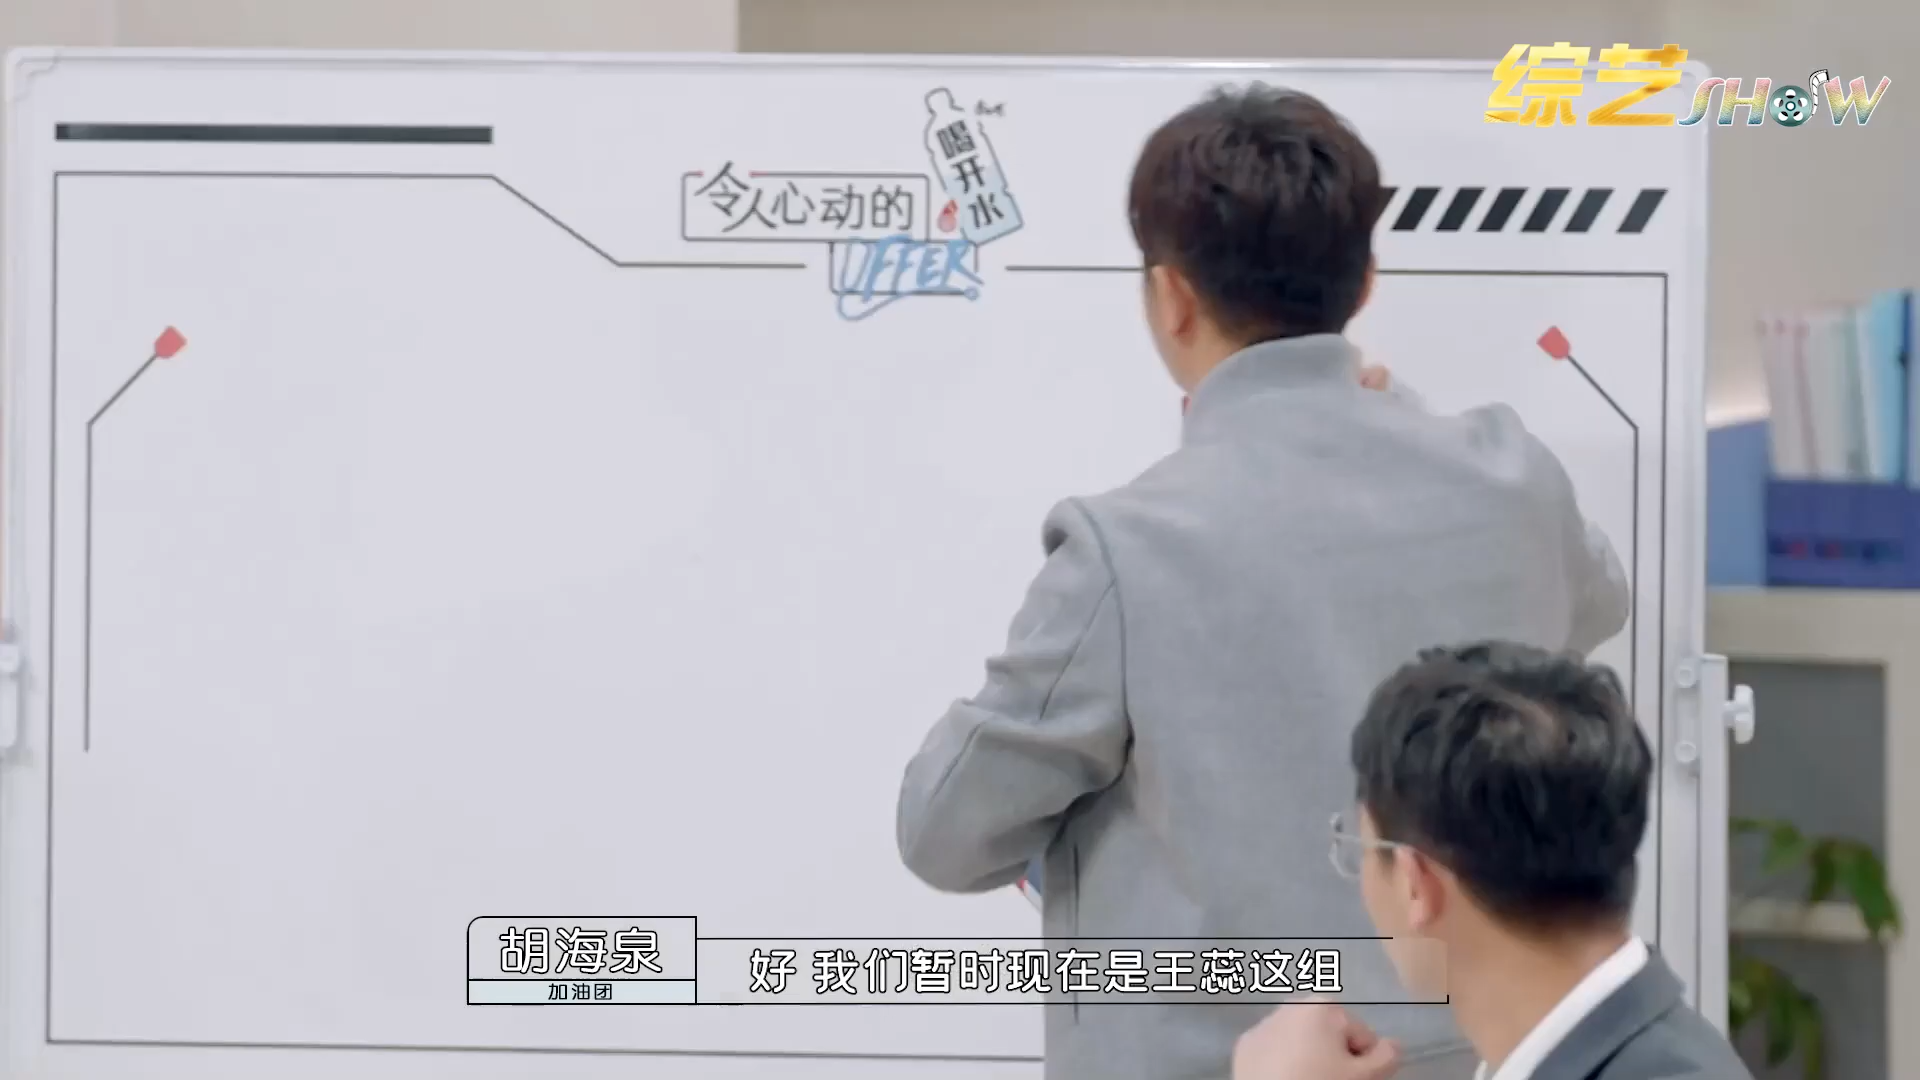 综艺SHOW
喝开水
令人心动的
OFFER
胡海泉
加油团
好 我们暂时现在是王蕊这组